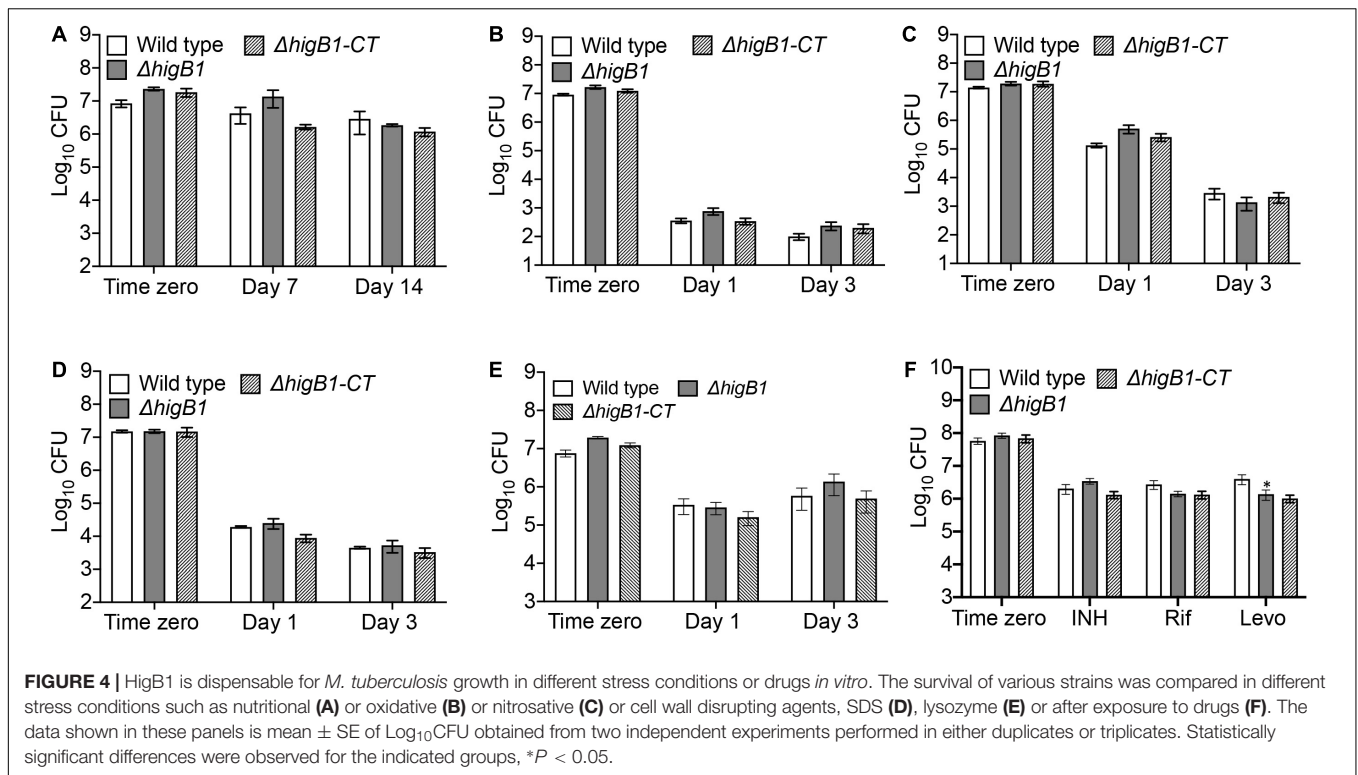 A
Wild type
ΔhigB1-CT
ΔhigB1
Log10 CFU
9
8
7
6
5
4
3
2
Time zero Day 7 Day 14
B
Wild type
ΔhigB1-CT
ΔhigB1
Log10 CFU
9
8
7
6
5
4
3
2
1
Time zero Day 1 Day 3
C
Wild type
ΔhigB1-CT
ΔhigB1
Log10 CFU
9
8
7
6
5
4
3
2
1
Time zero Day 1 Day 3
D
Wild type
ΔhigB1-CT
ΔhigB1
Log10 CFU
9
8
7
6
5
4
3
2
Time zero Day 1 Day 3
E
Wild type
ΔhigB1
ΔhigB1-CT
Log10 CFU
9
8
7
6
5
4
3
Time zero Day 1 Day 3
F
Wild type
ΔhigB1-CT
ΔhigB1
Log10 CFU
10
9
8
7
6
5
4
3
*
Time zero INH Rif Levo
FIGURE 4 | HigB1 is dispensable for M. tuberculosis growth in different stress conditions or drugs in vitro. The survival of various strains was compared in different
stress conditions such as nutritional (A) or oxidative (B) or nitrosative (C) or cell wall disrupting agents, SDS (D), lysozyme (E) or after exposure to drugs (F). The
data shown in these panels is mean ± SE of Log10CFU obtained from two independent experiments performed in either duplicates or triplicates. Statistically
significant differences were observed for the indicated groups, *P < 0.05.